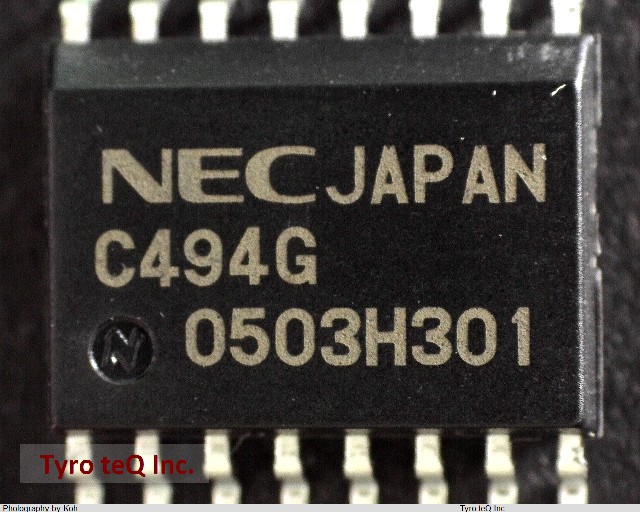 NEC JAPAN
C494G
0503H301
N
Tyro teQ Inc.
Photography by Koh
Tyro teQ Inc